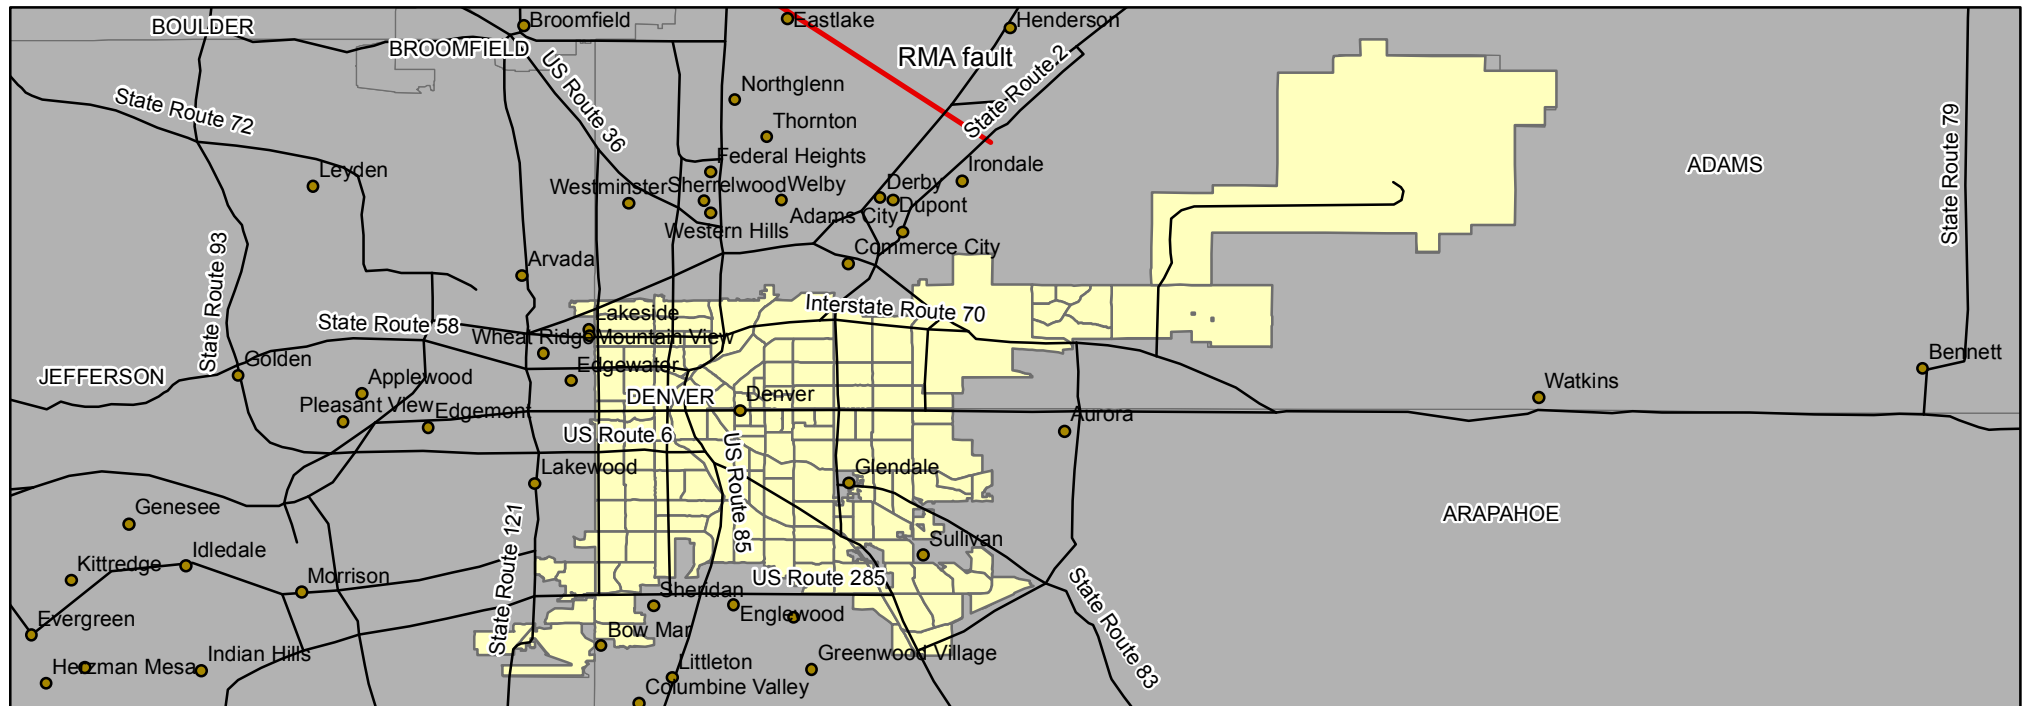 Broomfield
Eastlake
Henderson
BOULDER
BROOMFIELD
RMA fault
US Route 36
State Route 2
Northglenn
State Route 72
Thornton
State Route 79
Federal Heights
Irondale
ADAMS
Leyden
Westminster
Sherrelwood
Welby
Derby
Dupont
Adams City
Western Hills
Commerce City
State Route 93
Arvada
Interstate Route 70
Lakeside
State Route 58
Wheat Ridge
Mountain View
Golden
Edgewater
Bennett
JEFFERSON
Applewood
Watkins
DENVER
Denver
Pleasant View
Edgemont
Aurora
US Route 6
US Route 85
Lakewood
Glendale
Genesee
ARAPAHOE
State Route 121
Sullivan
Idledale
Kittredge
Morrison
US Route 285
Sheridan
Englewood
State Route 83
Evergreen
Bow Mar
Indian Hills
Herzman Mesa
Greenwood Village
Littleton
Columbine Valley